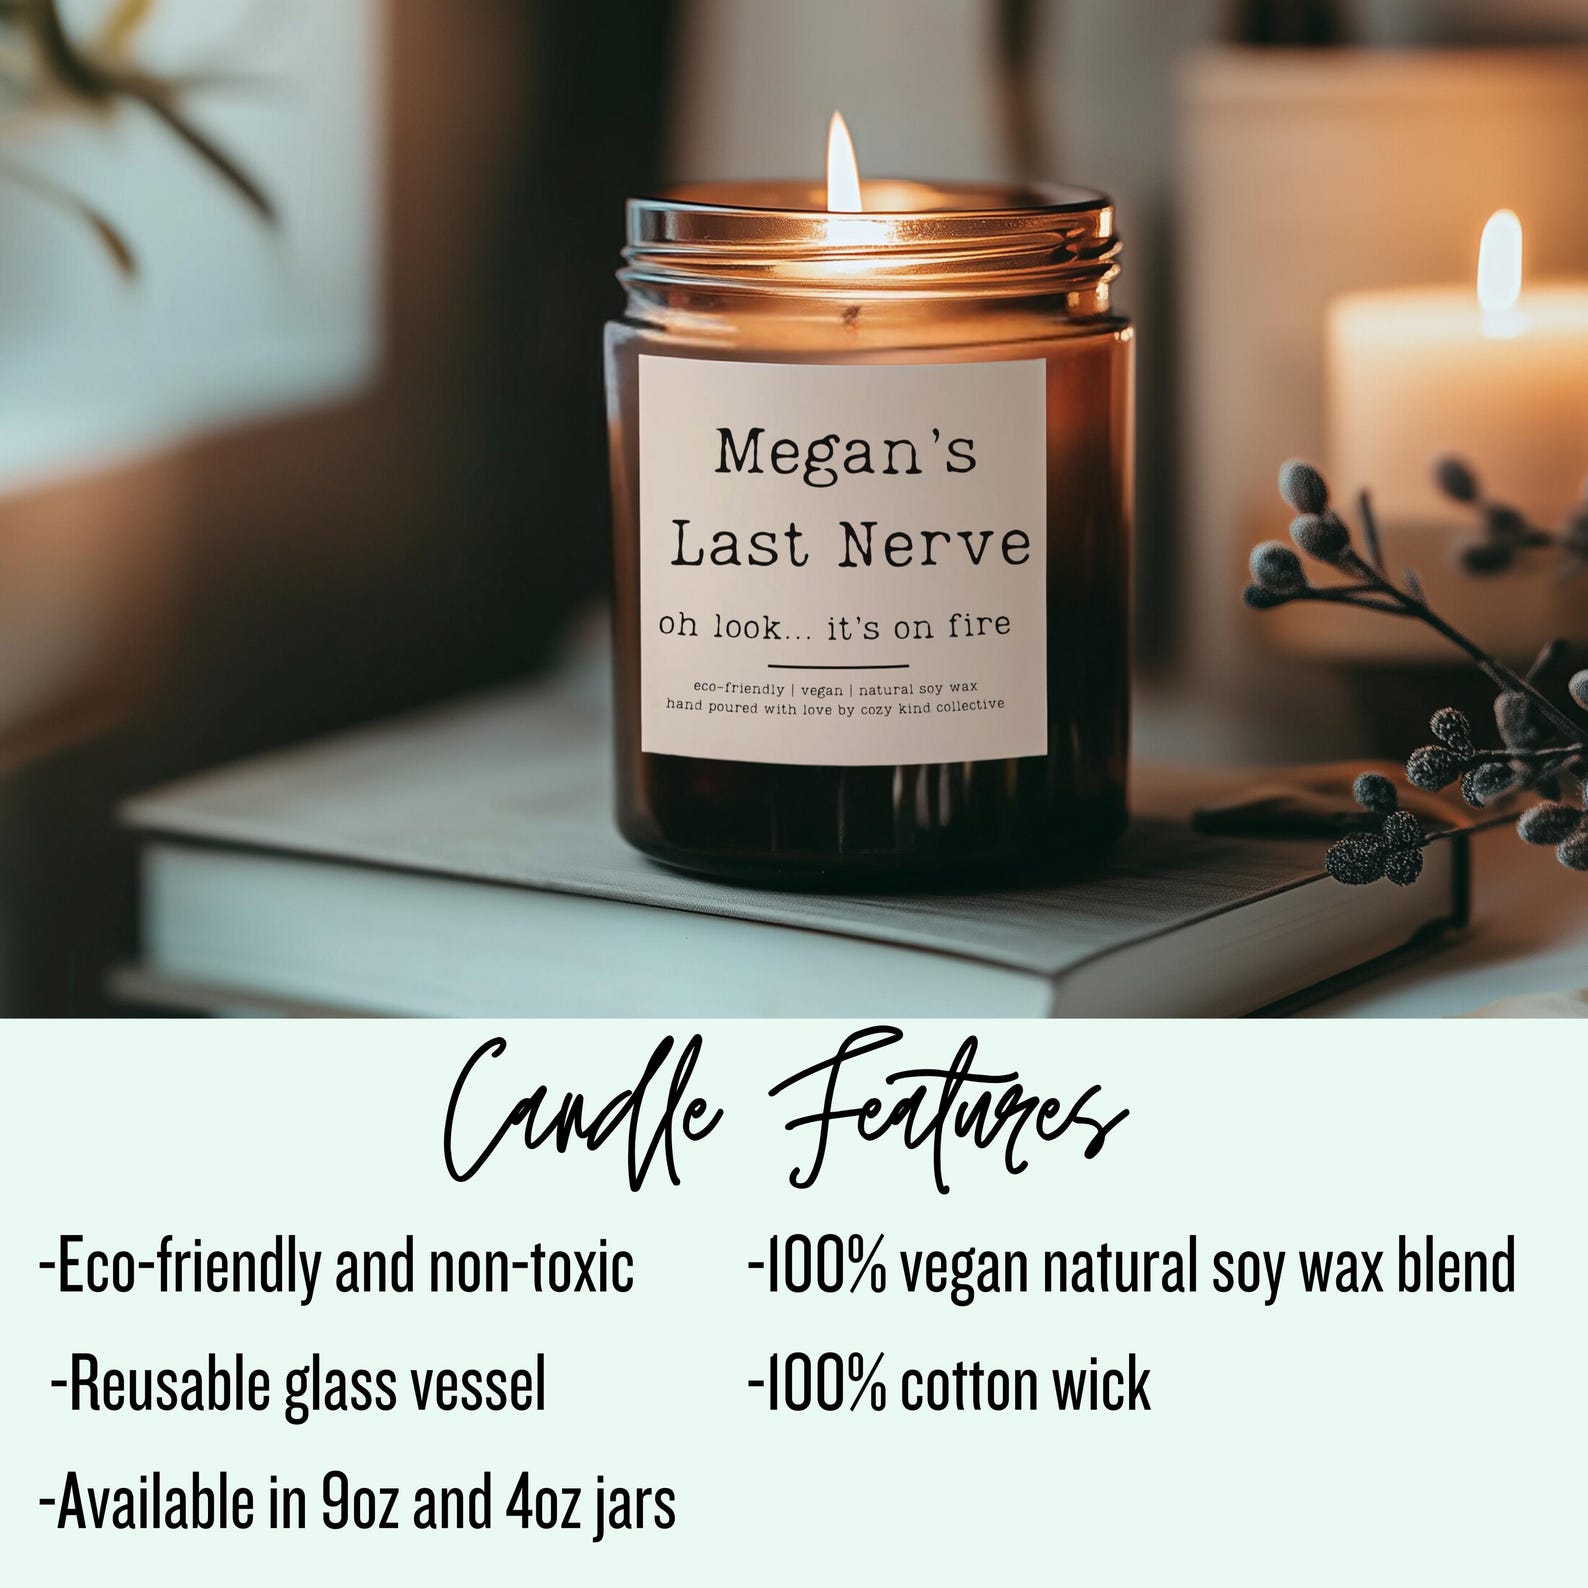 Megan's
Last Nerve
oh look... it's on fire
eco-friendly | vegan | natural soy wax
hand poured with love by cozy kind collective
Candle Features
-Eco-friendly and non-toxic
-Reusable glass vessel
-Available in 9oz and 4oz jars
-100% vegan natural soy wax blend
-100% cotton wick